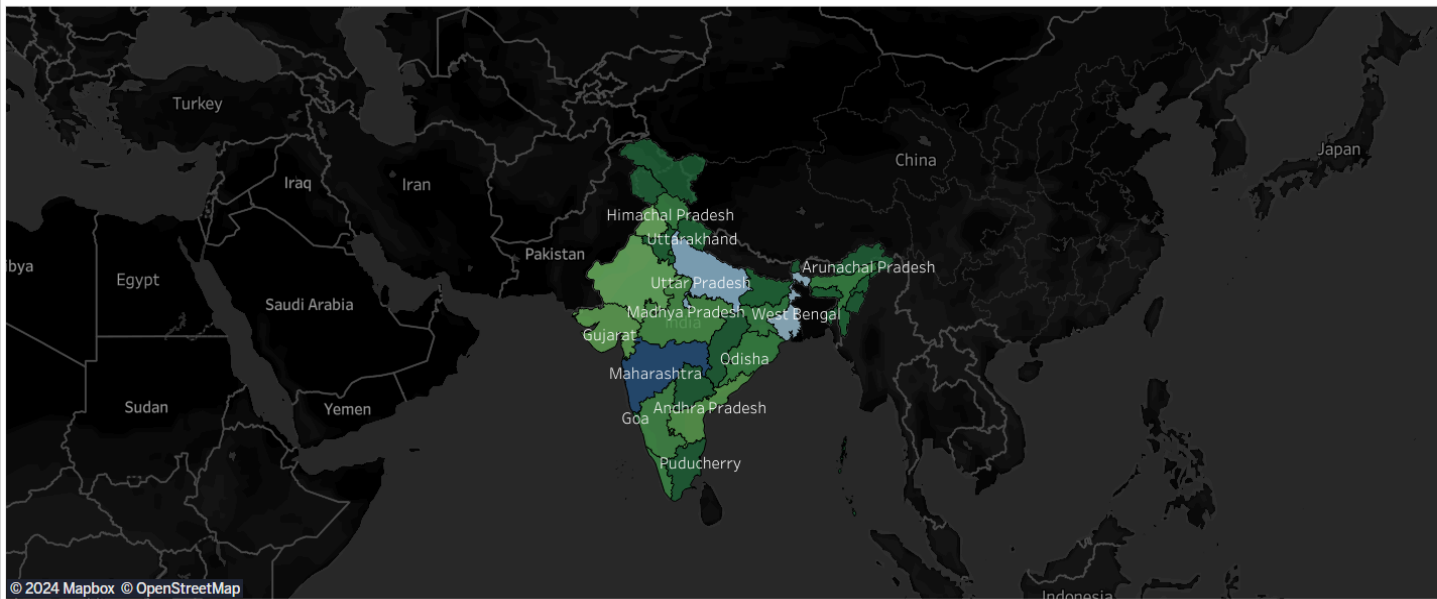 Turkey
China
Japan
Iraq
Iran
Himachal Pradesh
Uttarakhand
Pakistan
ibya
Egypt
Arunachal Pradesh
Uttar Pradesh
Saudi Arabia
Madhya Pradesh
West Bengal
India
Gujarat
Odisha
Maharashtra
Sudan
Yemen
Andhra Pradesh
Goa
Puducherry
© 2024 Mapbox © OpenStreetMap
Indonesia